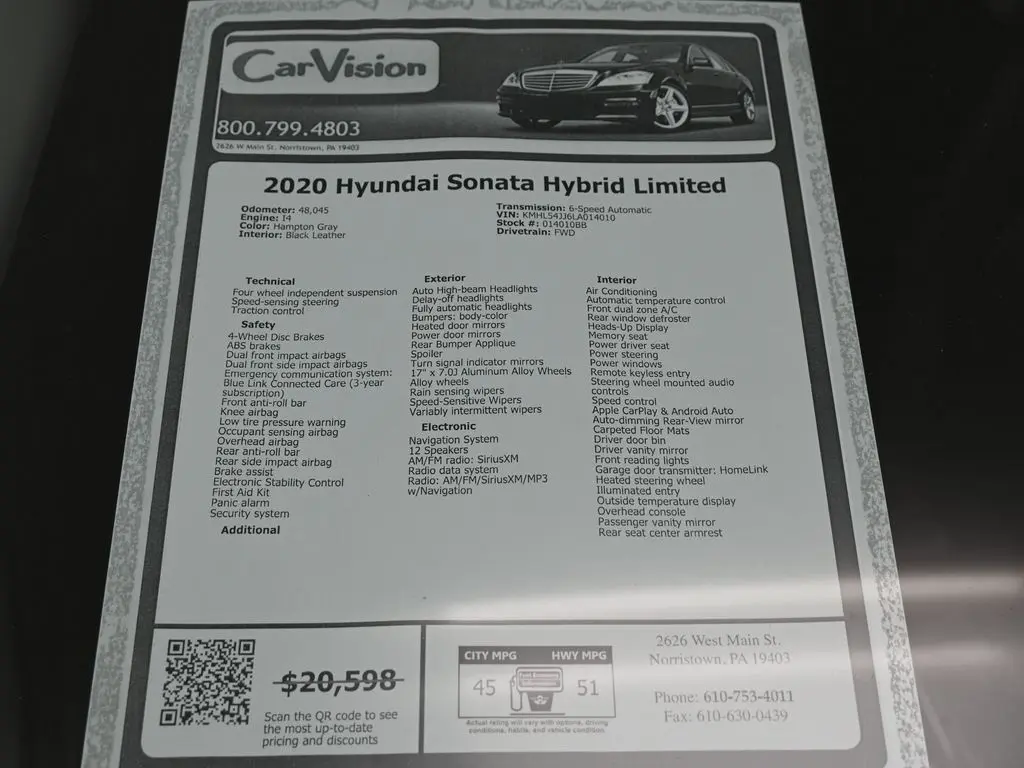 CarVision
800.799.4803
2626 W Main St, Norristown, PA 19403
2020 Hyundai Sonata Hybrid Limited
Odometer: 48,045
Engine: I4
Color: Hampton Gray
Interior: Black Leather
Transmission: 6-Speed Automatic
VIN: KMHL54JJ6LA014010
Stock #: 014010BB
Drivetrain: FWD
Technical
Four wheel independent suspension
Speed-sensing steering
Traction control
Safety
4-Wheel Disc Brakes
ABS brakes
Dual front impact airbags
Dual front side impact airbags
Emergency communication system:
Blue Link Connected Care (3-year
subscription)
Front anti-roll bar
Knee airbag
Low tire pressure warning
Occupant sensing airbag
Overhead airbag
Rear anti-roll bar
Rear side impact airbag
Brake assist
Electronic Stability Control
First Aid Kit
Panic alarm
Security system
Additional
Exterior
Auto High-beam Headlights
Delay-off headlights
Fully automatic headlights
Bumpers: body-color
Heated door mirrors
Power door mirrors
Rear Bumper Applique
Spoiler
Turn signal indicator mirrors
17" x 7.0J Aluminum Alloy Wheels
Alloy wheels
Rain sensing wipers
Speed-Sensitive Wipers
Variably intermittent wipers
Electronic
Navigation System
12 Speakers
AM/FM radio: SiriusXM
Radio data system
Radio: AM/FM/SiriusXM/MP3
w/Navigation
Interior
Air Conditioning
Automatic temperature control
Front dual zone A/C
Rear window defroster
Heads-Up Display
Memory seat
Power driver seat
Power steering
Power windows
Remote keyless entry
Steering wheel mounted audio
controls
Speed control
Apple CarPlay & Android Auto
Auto-dimming Rear-View mirror
Carpeted Floor Mats
Driver door bin
Driver vanity mirror
Front reading lights
Garage door transmitter: HomeLink
Heated steering wheel
Illuminated entry
Outside temperature display
Overhead console
Passenger vanity mirror
Rear seat center armrest
$20,598
Scan the QR code to see
the most up-to-date
pricing and discounts
CITY MPG
HWY MPG
Fuel Economy
45
51
Actual rating will vary with options, driving
conditions, habits, and vehicle condition.
2626 West Main St.
Norristown, PA 19403
Phone: 610-753-4011
Fax: 610-630-0439